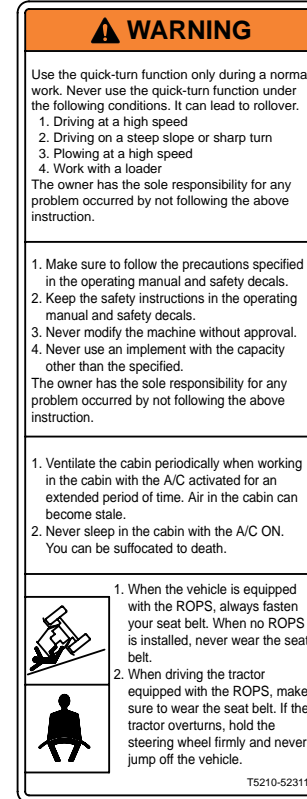 WARNING
Use the quick-turn function only during a norma
work. Never use the quick-turn function under
the following conditions. It can lead to rollover.
1. Driving at a high speed
2. Driving on a steep slope or sharp turn
3. Plowing at a high speed
4. Work with a loader
The owner has the sole responsibility for any
problem occurred by not following the above
instruction.
1. Make sure to follow the precautions specified
in the operating manual and safety decals.
2. Keep the safety instructions in the operating
manual and safety decals.
3. Never modify the machine without approval.
4. Never use an implement with the capacity
other than the specified.
The owner has the sole responsibility for any
problem occurred by not following the above
instruction.
1. Ventilate the cabin periodically when working
in the cabin with the A/C activated for an
extended period of time. Air in the cabin can
become stale.
2. Never sleep in the cabin with the A/C ON.
You can be suffocated to death.
1. When the vehicle is equipped
with the ROPS, always fasten
your seat belt. When no ROPS
is installed, never wear the seat
belt.
2. When driving the tractor
equipped with the ROPS, make
sure to wear the seat belt. If the
tractor overturns, hold the
steering wheel firmly and never
jump off the vehicle.
T5210-52311